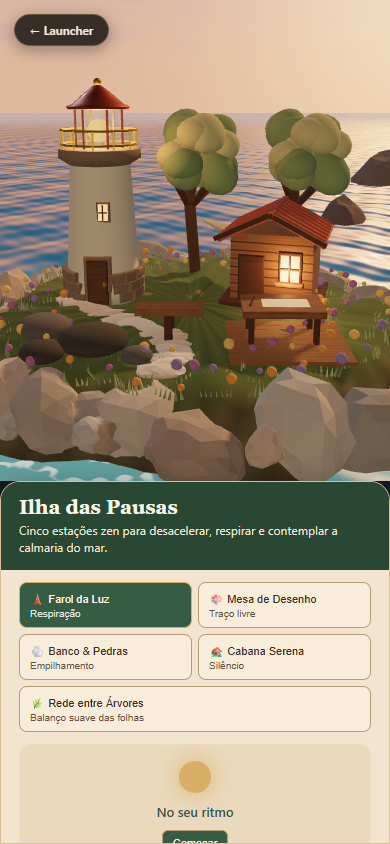 ← Launcher
Ilha das Pausas
Cinco estações zen para desacelerar, respirar e contemplar a
calmaria do mar.
Farol da Luz
Respiração
Mesa de Desenho
Traço livre
Banco & Pedras
Empilhamento
Cabana Serena
Silêncio
Rede entre Árvores
Balanço suave das folhas
No seu ritmo
Começar